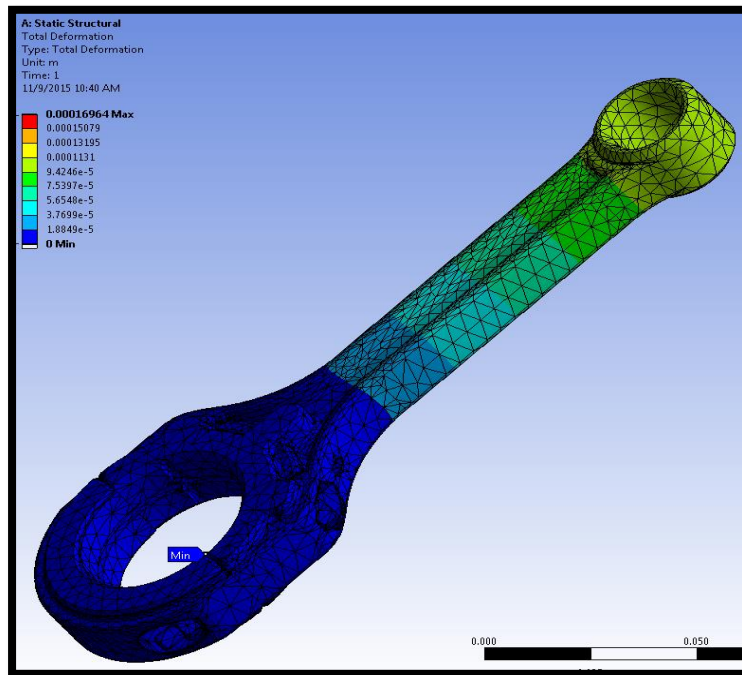 A: Static Structural
Total Deformation
Type: Total Deformation
Unit: m
Time: 1
11/9/2015 10:40 AM
0.00016964 Max
0.00015079
0.00013195
0.0001131
9.4246e-5
7.5397e-5
5.6548e-5
3.7699e-5
1.8849e-5
0 Min
Min
0.000
0.050